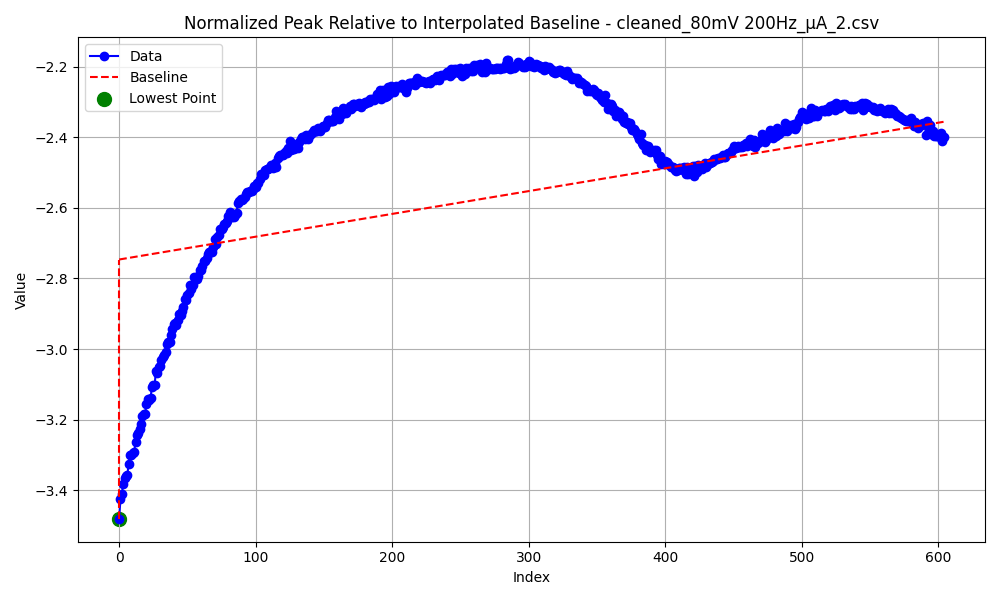 Normalized Peak Relative to Interpolated Baseline - cleaned_80mV 200Hz_μA_2.csv
Data
Baseline
Lowest Point
−2.2
−2.4
−2.6
−2.8
−3.0
−3.2
−3.4
Value
0 100 200 300 400 500 600
Index